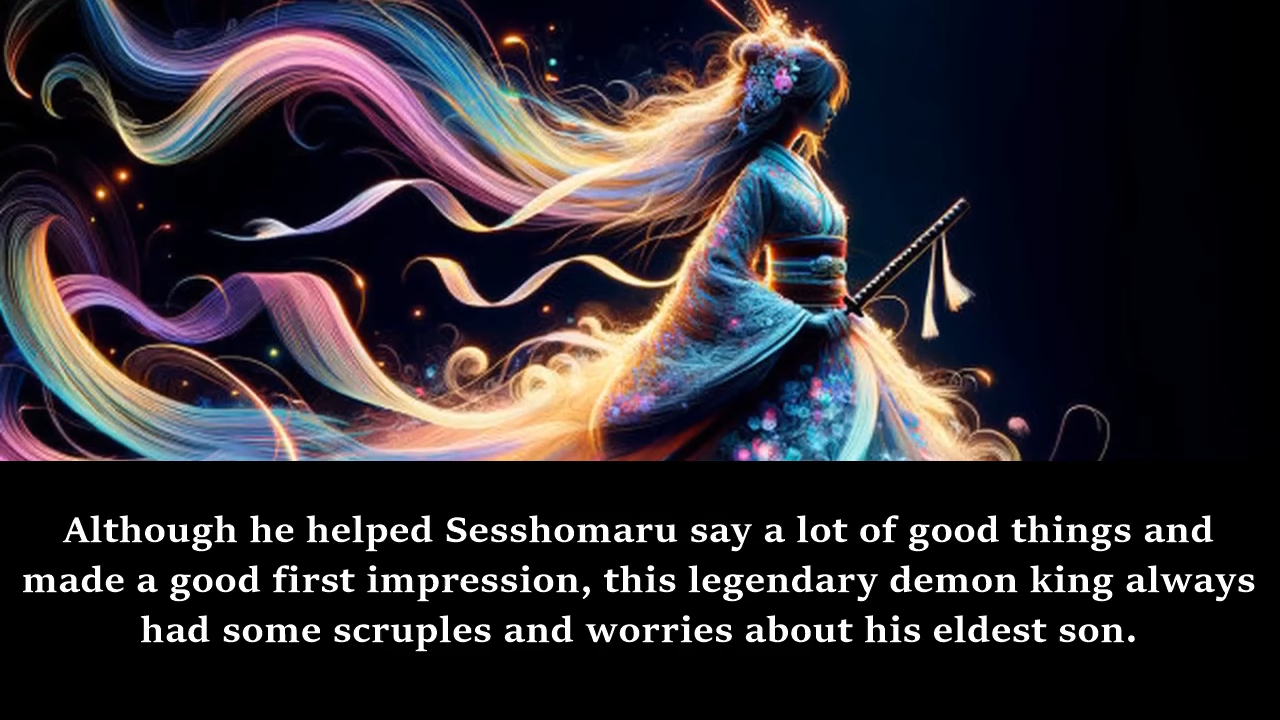 Although he helped Sesshomaru say a lot of good things and
made a good first impression, this legendary demon king always
had some scruples and worries about his eldest son.